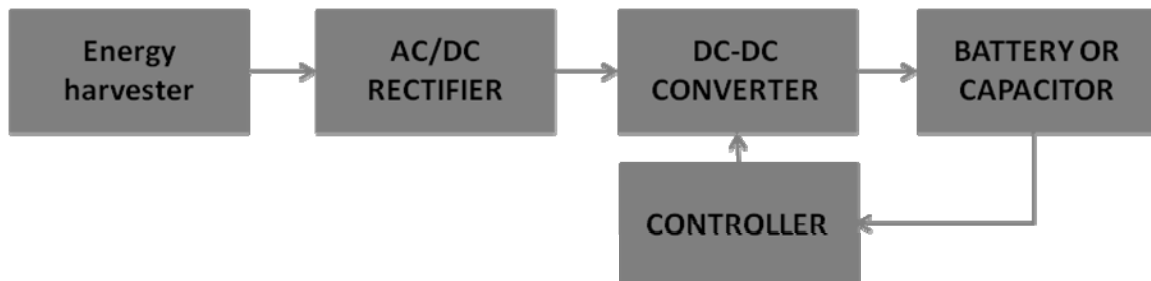 Energy
harvester
AC/DC
RECTIFIER
DC-DC
CONVERTER
BATTERY OR
CAPACITOR
CONTROLLER